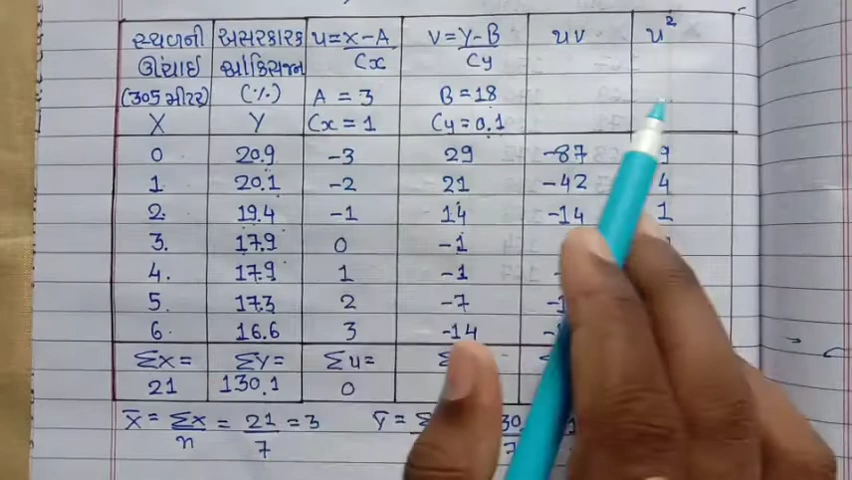 સ્થળની અસરકારક u = x-A/Cx v = y-B/Cy uv u²
ઊંચાઈ ઓક્સિજન
(305 મીટર) (%) A = 3 B = 18
X Y Cx = 1 Cy = 0.1
0 20.9 -3 29 -87 9
1. 20.1 -2 21 -42 4
2. 19.4 -1 14 -14 1
3. 17.9 0 -1
4. 17.9 1 -1
5. 17.3 2 -7
6. 16.6 3 -14
Σx= Σy= Σu=
21 130.1 0
x̄ = Σx/n = 21/7 = 3 ȳ =